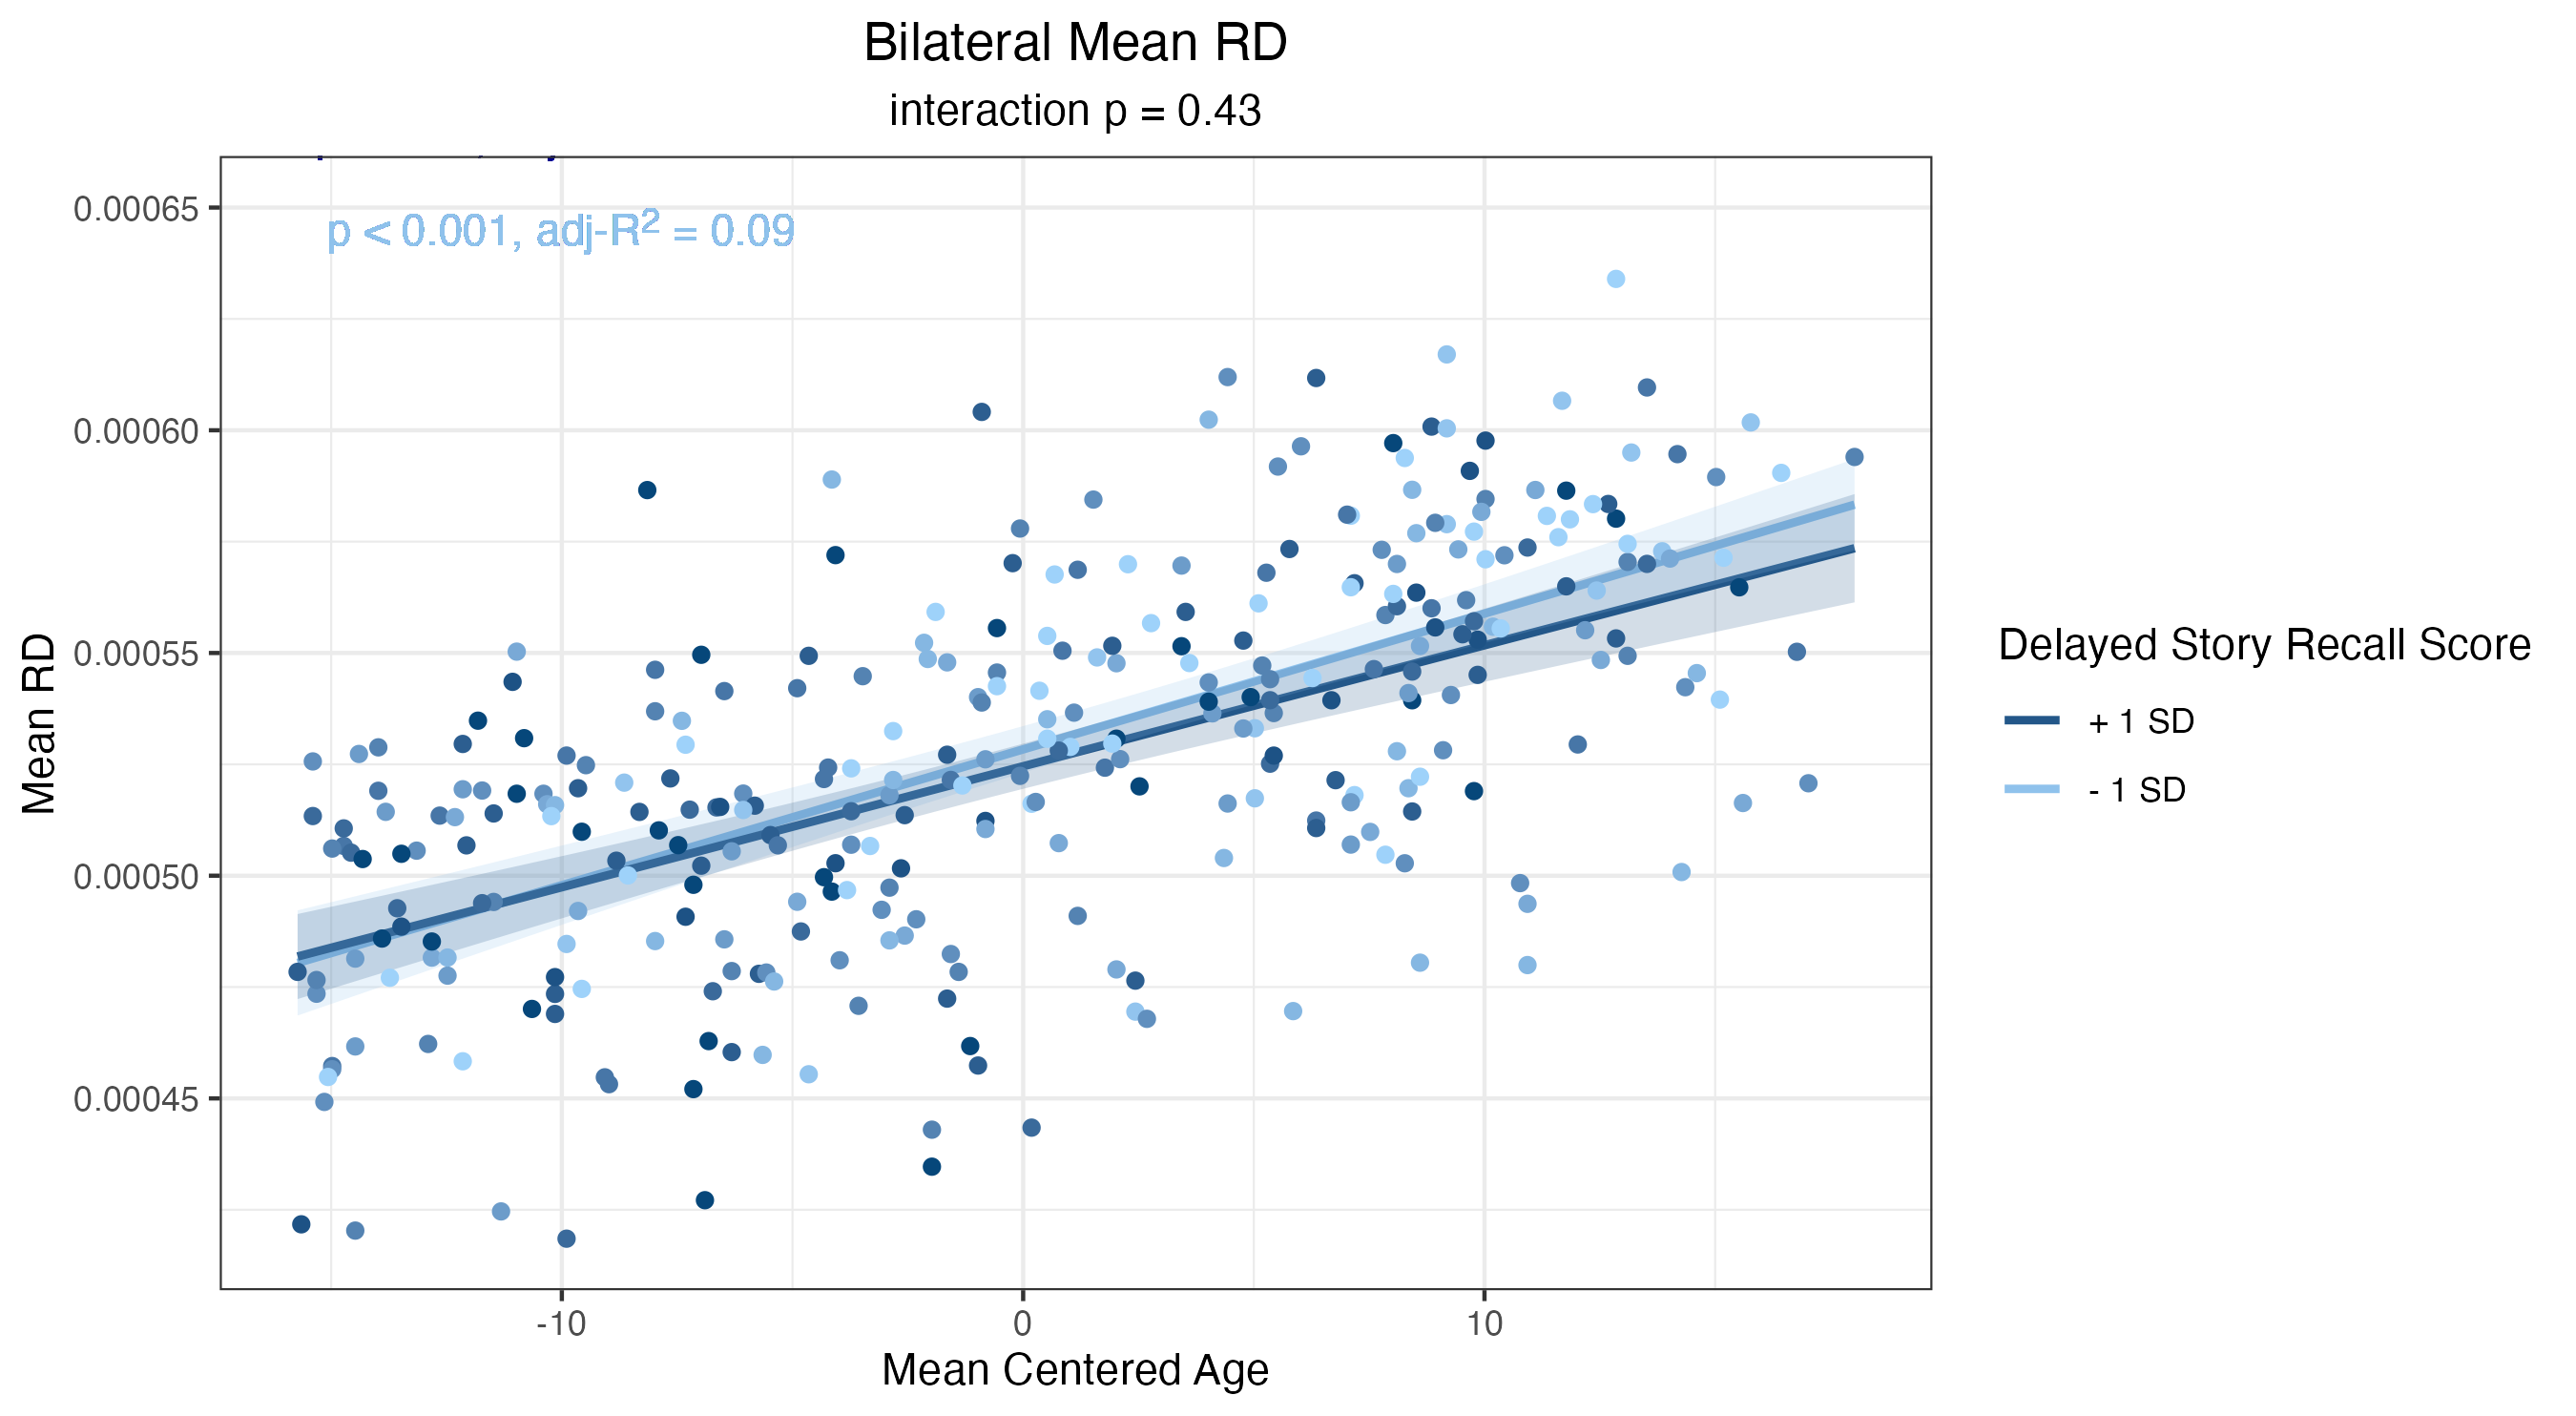 Bilateral Mean RD
interaction p = 0.43
p < 0.001, adj-R² = 0.09
0.00065
0.00060
0.00055
0.00050
0.00045
Mean RD
-10
0
10
Mean Centered Age
Delayed Story Recall Score
+ 1 SD
- 1 SD